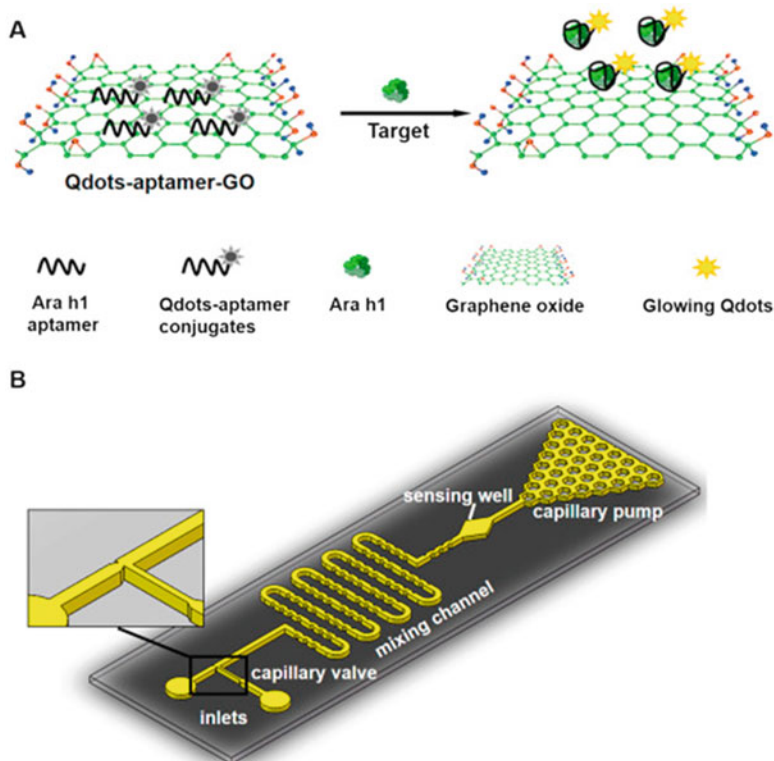 A
Target
Qdots-aptamer-GO
Ara h1
aptamer
Qdots-aptamer
conjugates
Ara h1
Graphene oxide
Glowing Qdots
B
sensing well
capillary pump
mixing channel
capillary valve
inlets